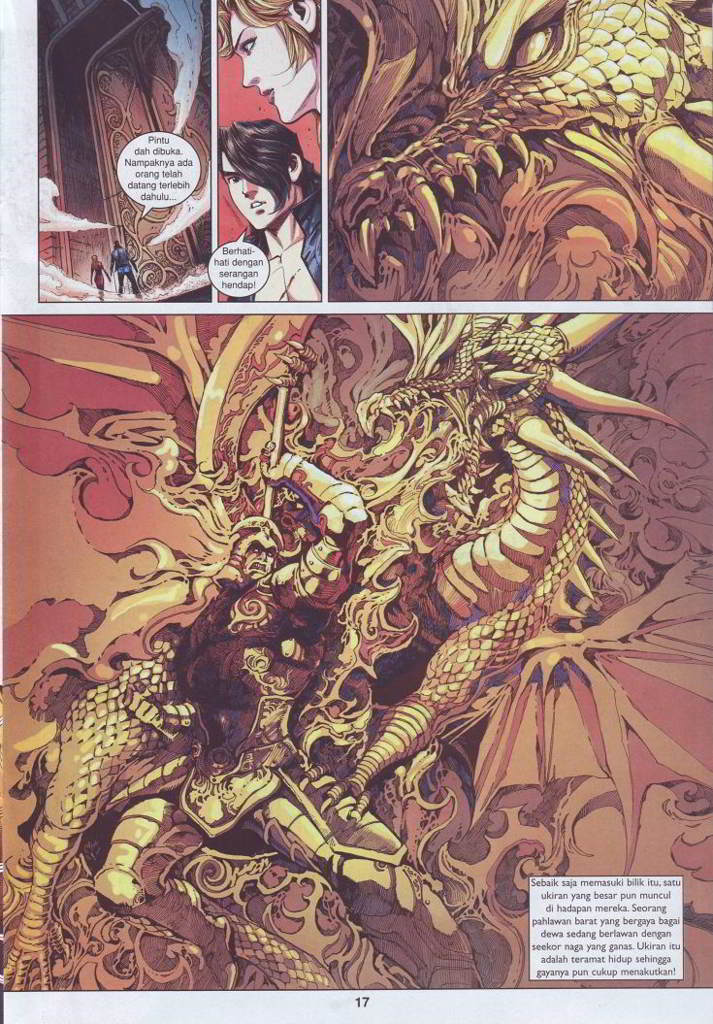 Pintu
dah dibuka.
Nampaknya ada
orang telah
datang terlebih
dahulu...
Berhati-
hati dengan
serangan
hendap!
Sebaik saja memasuki bilik itu, satu
ukiran yang besar pun muncul
di hadapan mereka. Seorang
pahlawan barat yang bergaya bagai
dewa sedang berlawan dengan
seekor naga yang ganas. Ukiran itu
adalah teramat hidup sehingga
gayanya pun cukup menakutkan!
17